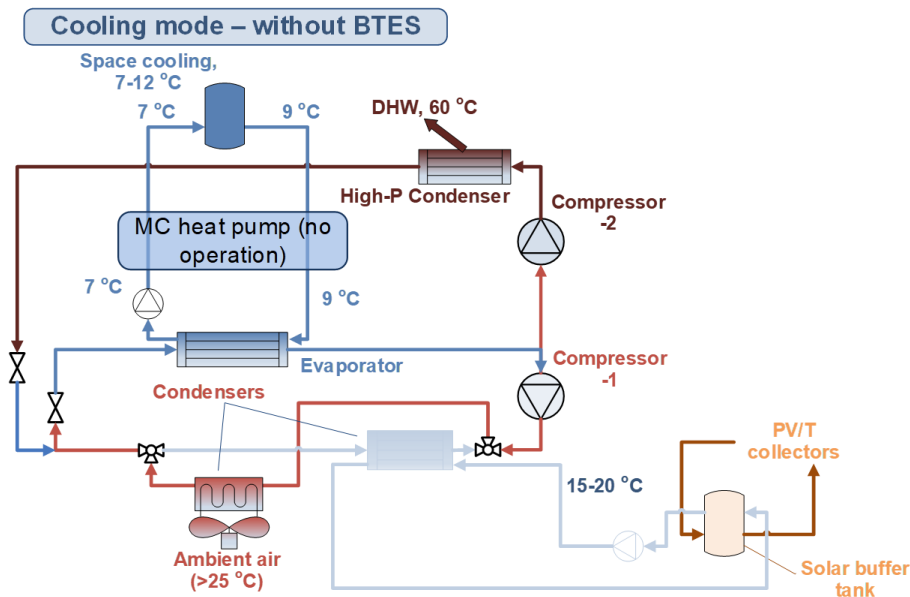 Cooling mode – without BTES
Space cooling,
7-12 °C
7 °C
9 °C
DHW, 60 °C
High-P Condenser
Compressor
-2
MC heat pump (no
operation)
7 °C
9 °C
Evaporator
Compressor
-1
Condensers
PV/T
collectors
15-20 °C
Ambient air
(>25 °C)
Solar buffer
tank